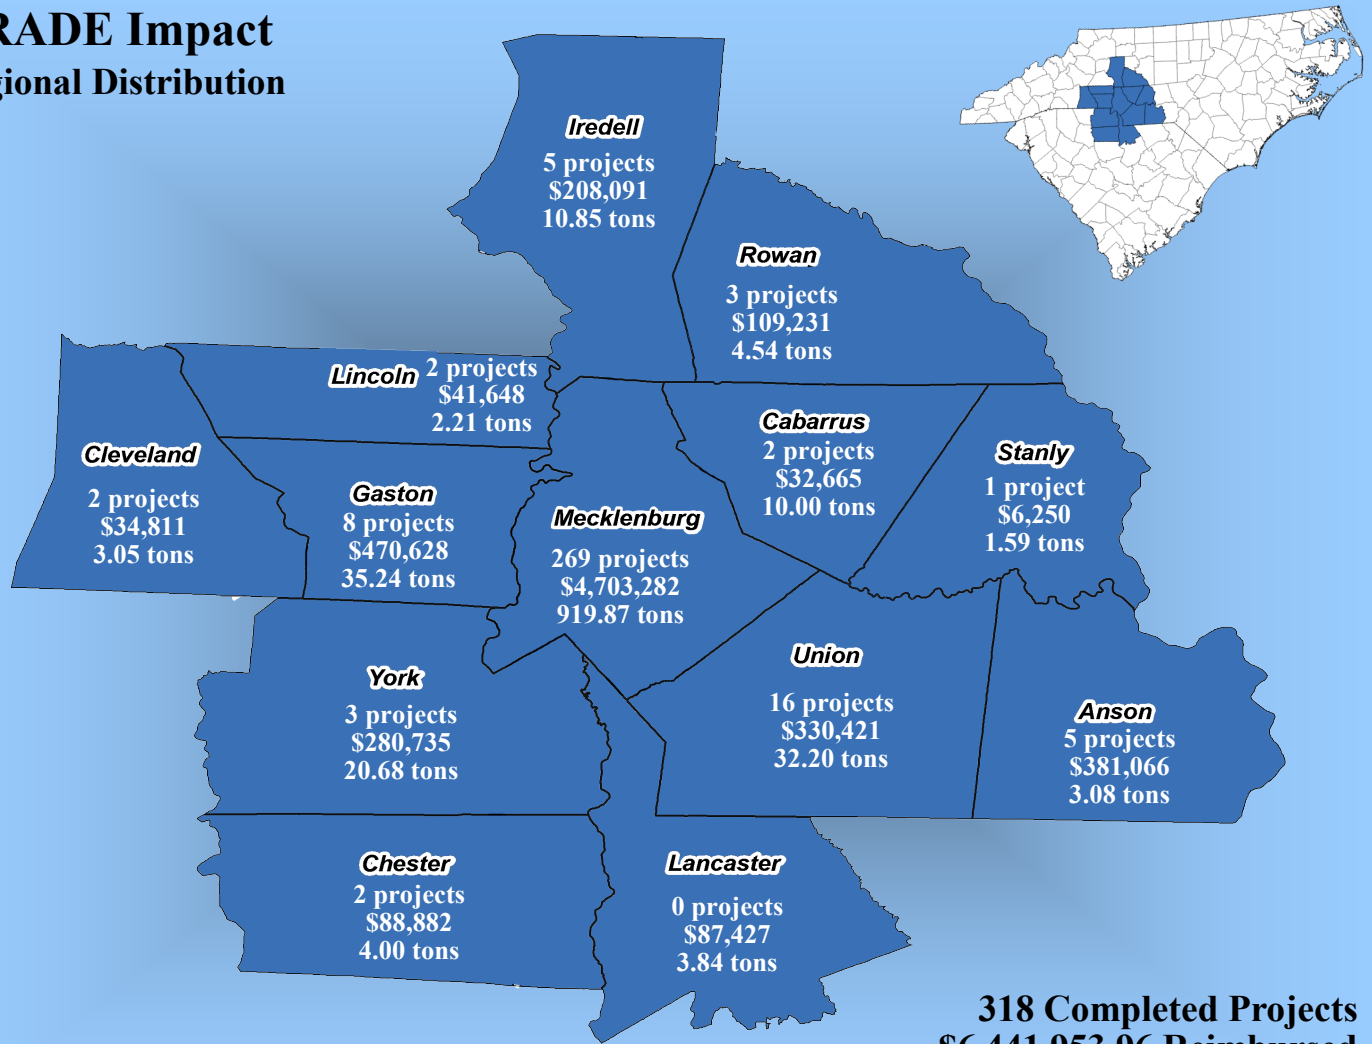 RADE Impact
gional Distribution
Iredell
5 projects
$208,091
10.85 tons
Rowan
3 projects
$109,231
4.54 tons
Lincoln 2 projects
$41,648
2.21 tons
Cleveland
2 projects
$34,811
3.05 tons
Gaston
8 projects
$470,628
35.24 tons
Mecklenburg
269 projects
$4,703,282
919.87 tons
Cabarrus
2 projects
$32,665
10.00 tons
Stanly
1 project
$6,250
1.59 tons
York
3 projects
$280,735
20.68 tons
Union
16 projects
$330,421
32.20 tons
Anson
5 projects
$381,066
3.08 tons
Chester
2 projects
$88,882
4.00 tons
Lancaster
0 projects
$87,427
3.84 tons
318 Completed Projects
$6,441,953.96 Reimbursed